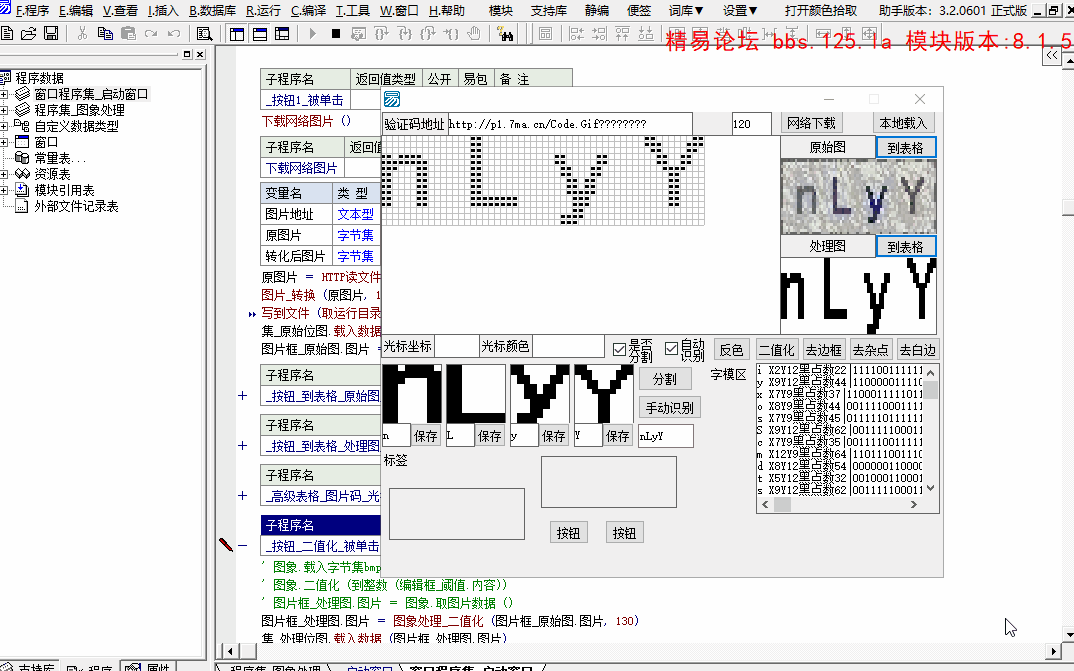 F.程序 E.编辑 V.查看 I.插入 B.数据库 R.运行 C.编译 T.工具 W.窗口 H.帮助 模块 支持库 静编 便签 词库▼ 设置▼ 打开颜色拾取 助手版本: 3.2.0601 正式版
精易论坛 bbs.125.la 模块版本:8.1.5
程序数据
窗口程序集_启动窗口
程序集_图象处理
自定义数据类型
窗口
常量表...
资源表
模块引用表
外部文件记录表
子程序名 返回值类型 公开 易包 备 注
_按钮1_被单击
下载网络图片 ()
子程序名 返回值
下载网络图片
变量名 类 型
图片地址 文本型
原图片 字节集
转化后图片 字节集
原图片 = HTTP读文件
图片_转换 (原图片, 1
写到文件 (取运行目录
集_原始位图.载入数据
图片框_原始图.图片 =
子程序名
_按钮_到表格_原始图
子程序名
_按钮_到表格_处理图
子程序名
_高级表格_图片码_光
子程序名
_按钮_二值化_被单击
' 图象.载入字节集bmp
' 图象.二值化 (到整数 (编辑框_阈值.内容))
' 图片框_处理图.图片 = 图象.取图片数据 ()
图片框_处理图.图片 = 图象处理_二值化 (图片框_原始图.图片, 130)
集_处理位图.载入数据 (图片框_处理图.图片)
验证码地址 http://p1.7ma.cn/Code.Gif???????? 120 网络下载 本地载入
原始图 到表格
nLyY
nLyY
处理图 到表格
nLyY
光标坐标 光标颜色 是否分割 自动识别 反色 二值化 去边框 去杂点 去白边
n L y Y
分割
手动识别
n 保存 L 保存 y 保存 Y 保存 nLyY
标签
按钮 按钮
字模区
i X2Y12黑点数22|1111001111111
y X9Y12黑点数44|110000011110
x X7Y9黑点数37|1100011111011
o X8Y9黑点数44|001111000111
s X7Y9黑点数45|0111110111111
S X9Y12黑点数62|001111100011
c X7Y9黑点数35|001111001111
m X12Y9黑点数64|110111001110
d X8Y12黑点数54|000000110000
t X5Y12黑点数32|001000110001
s X9Y12黑点数62|001111110001
支持库 程序 属性
程序集_图象处理 _启动窗口 窗口程序集_启动窗口